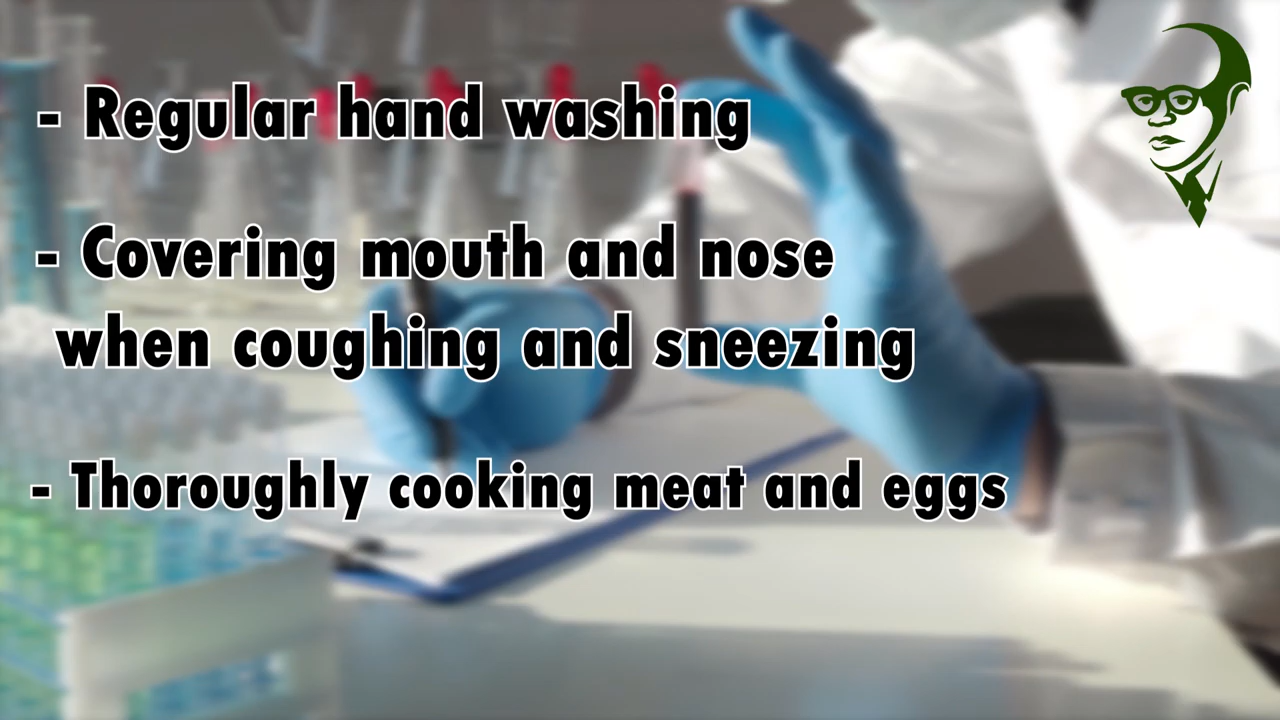 - Regular hand washing
- Covering mouth and nose
when coughing and sneezing
- Thoroughly cooking meat and eggs